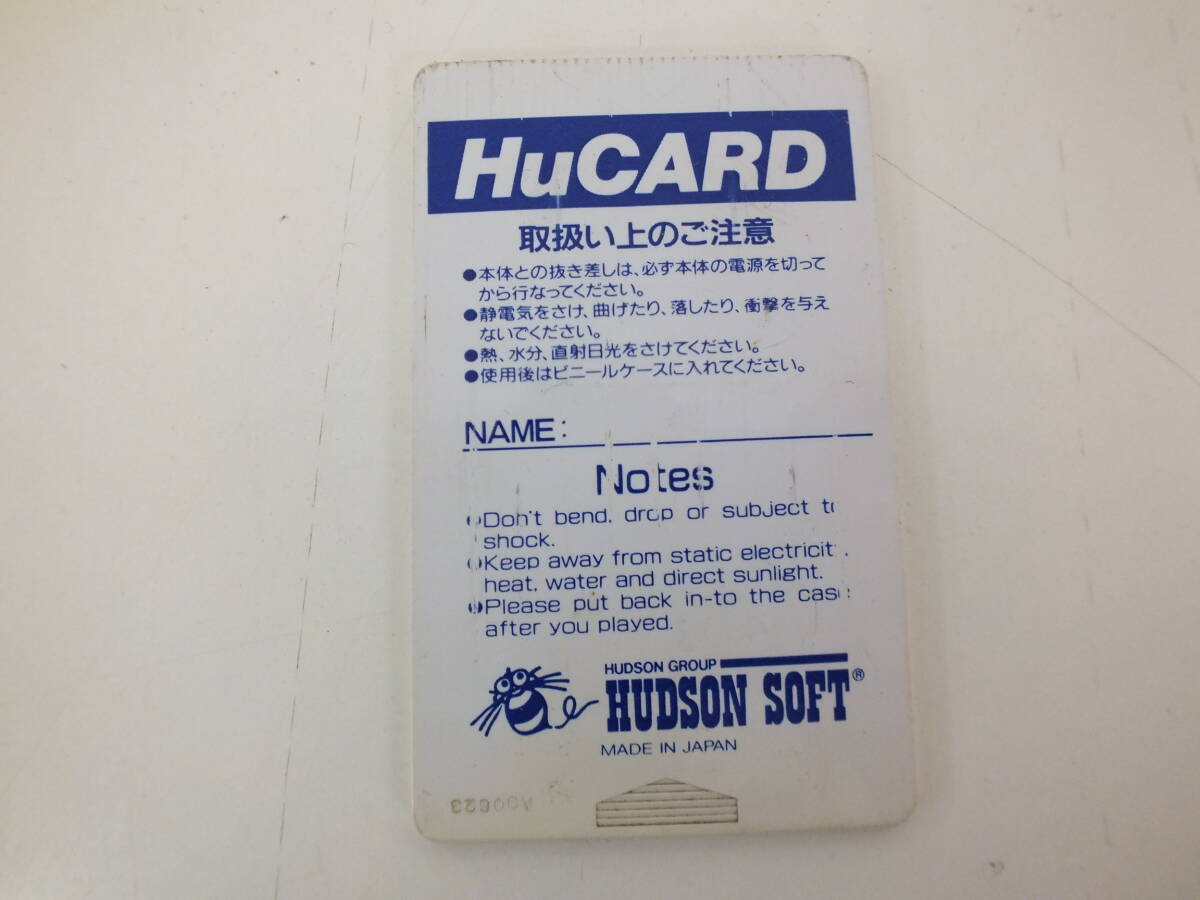 HuCARD
取扱い上のご注意
●本体との抜き差しは、必ず本体の電源を切って
から行なってください。
●静電気をさけ、曲げたり、落したり、衝撃を与え
ないでください。
●熱、水分、直射日光をさけてください。
●使用後はビニールケースに入れてください。
NAME:
Notes
●Don't bend, drop or subject to
shock.
●Keep away from static electricity,
heat, water and direct sunlight.
●Please put back in-to the case
after you played.
HUDSON GROUP
HUDSON SOFT®
MADE IN JAPAN